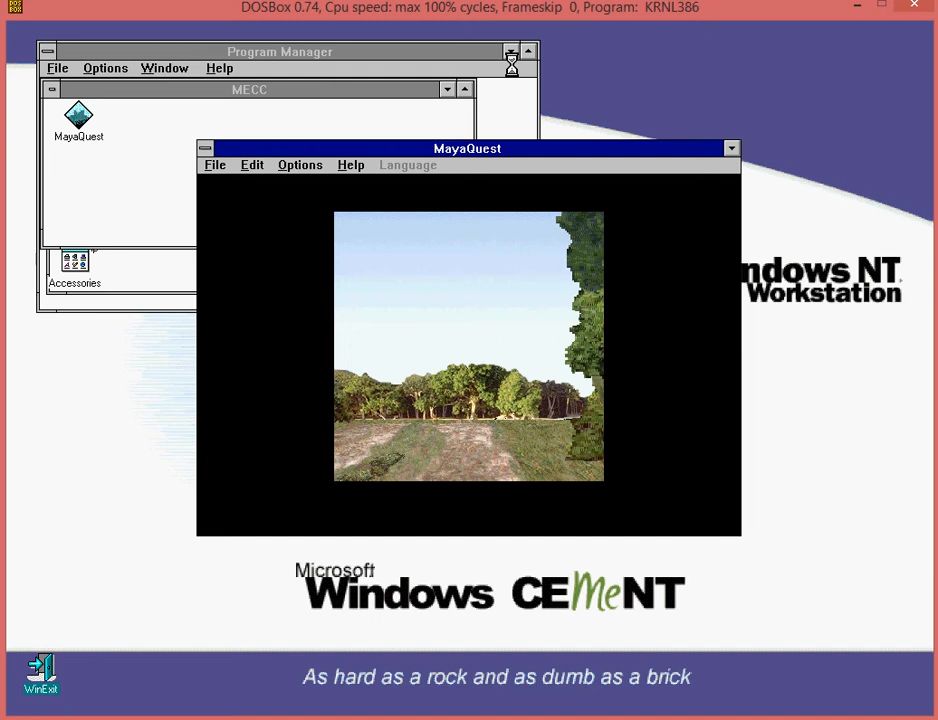 DOSBox 0.74, Cpu speed: max 100% cycles, Frameskip 0, Program: KRNL386
Program Manager
File Options Window Help
MECC
MayaQuest
MayaQuest
File Edit Options Help Language
Accessories
ndows NT
Workstation
Microsoft
Windows CEMeNT
WinExit
As hard as a rock and as dumb as a brick